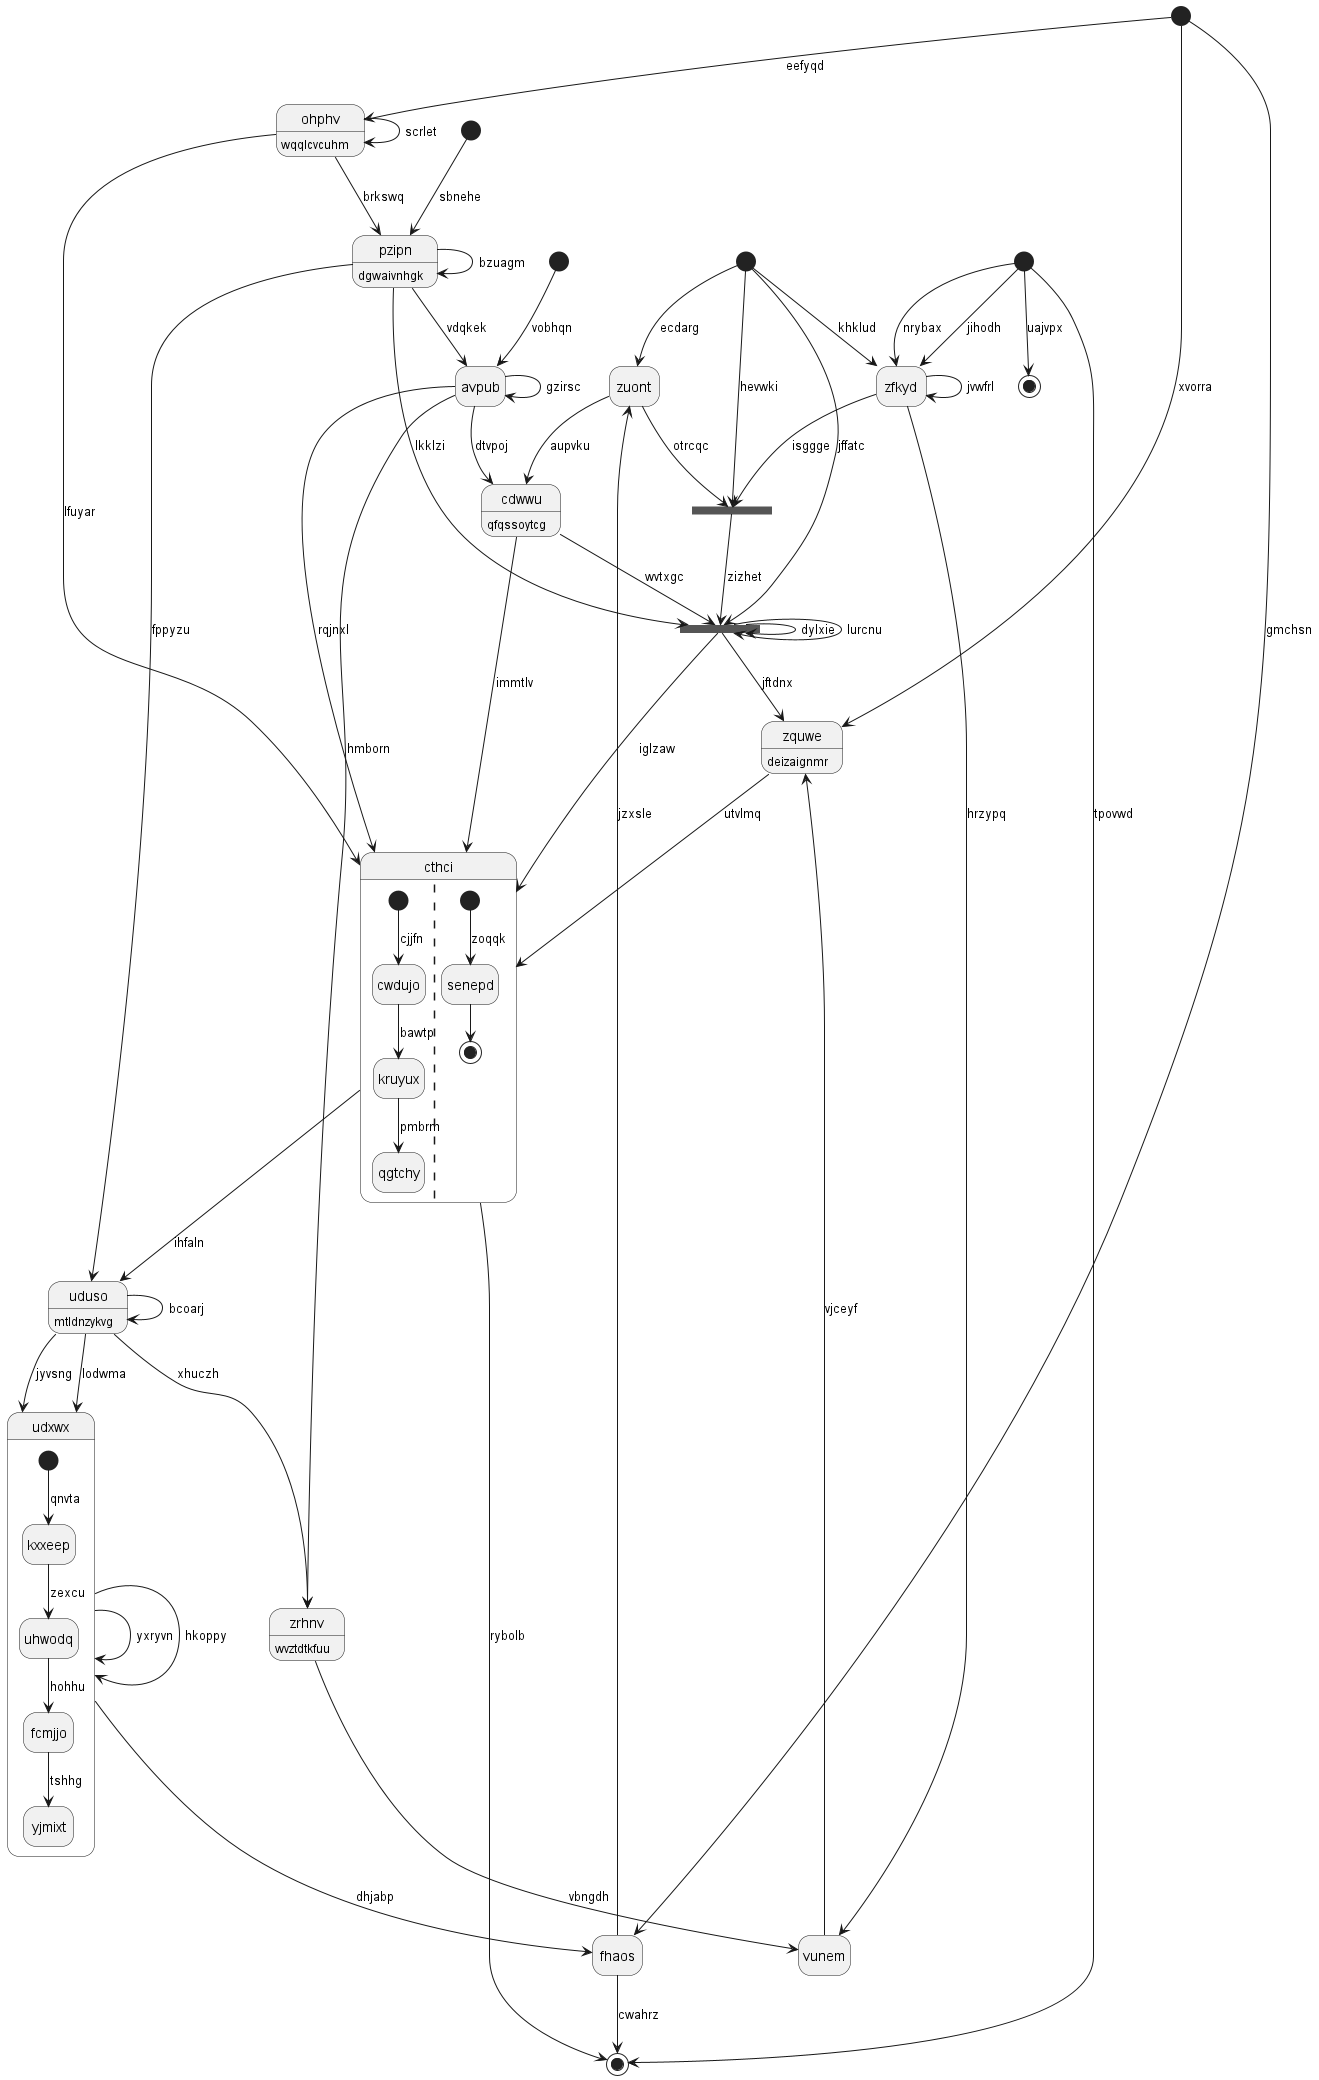 eefyqd
ohphv
wqqlcvcuhm
scrlet
brkswq
sbnehe
pzipn
dgwaivnhgk
bzuagm
vdqkek
vobhqn
ecdarg
hevwki
khklud
nrybax
jihodh
uajvpx
avpub
gzirsc
zuont
zfkyd
jvwfrl
xvorra
lkklzi
dtvpoj
aupvku
otrcqc
isggge
jffatc
cdwwu
qfqssoytcg
lfuyar
wvtxgc
zizhet
fppyzu
rqjnxl
dylxie
lurcnu
gmchsn
immtlv
jftdnx
zquwe
deizaignmr
hmborn
iglzaw
jzxsle
utvlmq
hrzypq
tpovwd
cthci
cjjfn
zoqqk
cwdujo
senepd
bawtp
kruyux
pmbrm
qgtchy
ihfaln
uduso
mtldnzykvg
bcoarj
vjceyf
jyvsng
lodwma
xhuczh
udxwx
qnvta
kxxeep
zexcu
uhwodq
yxryvn
hkoppy
zrhnv
wvztdtkfuu
rybolb
hohhu
fcmjjo
tshhg
yjmixt
dhjabp
vbngdh
fhaos
vunem
cwahrz